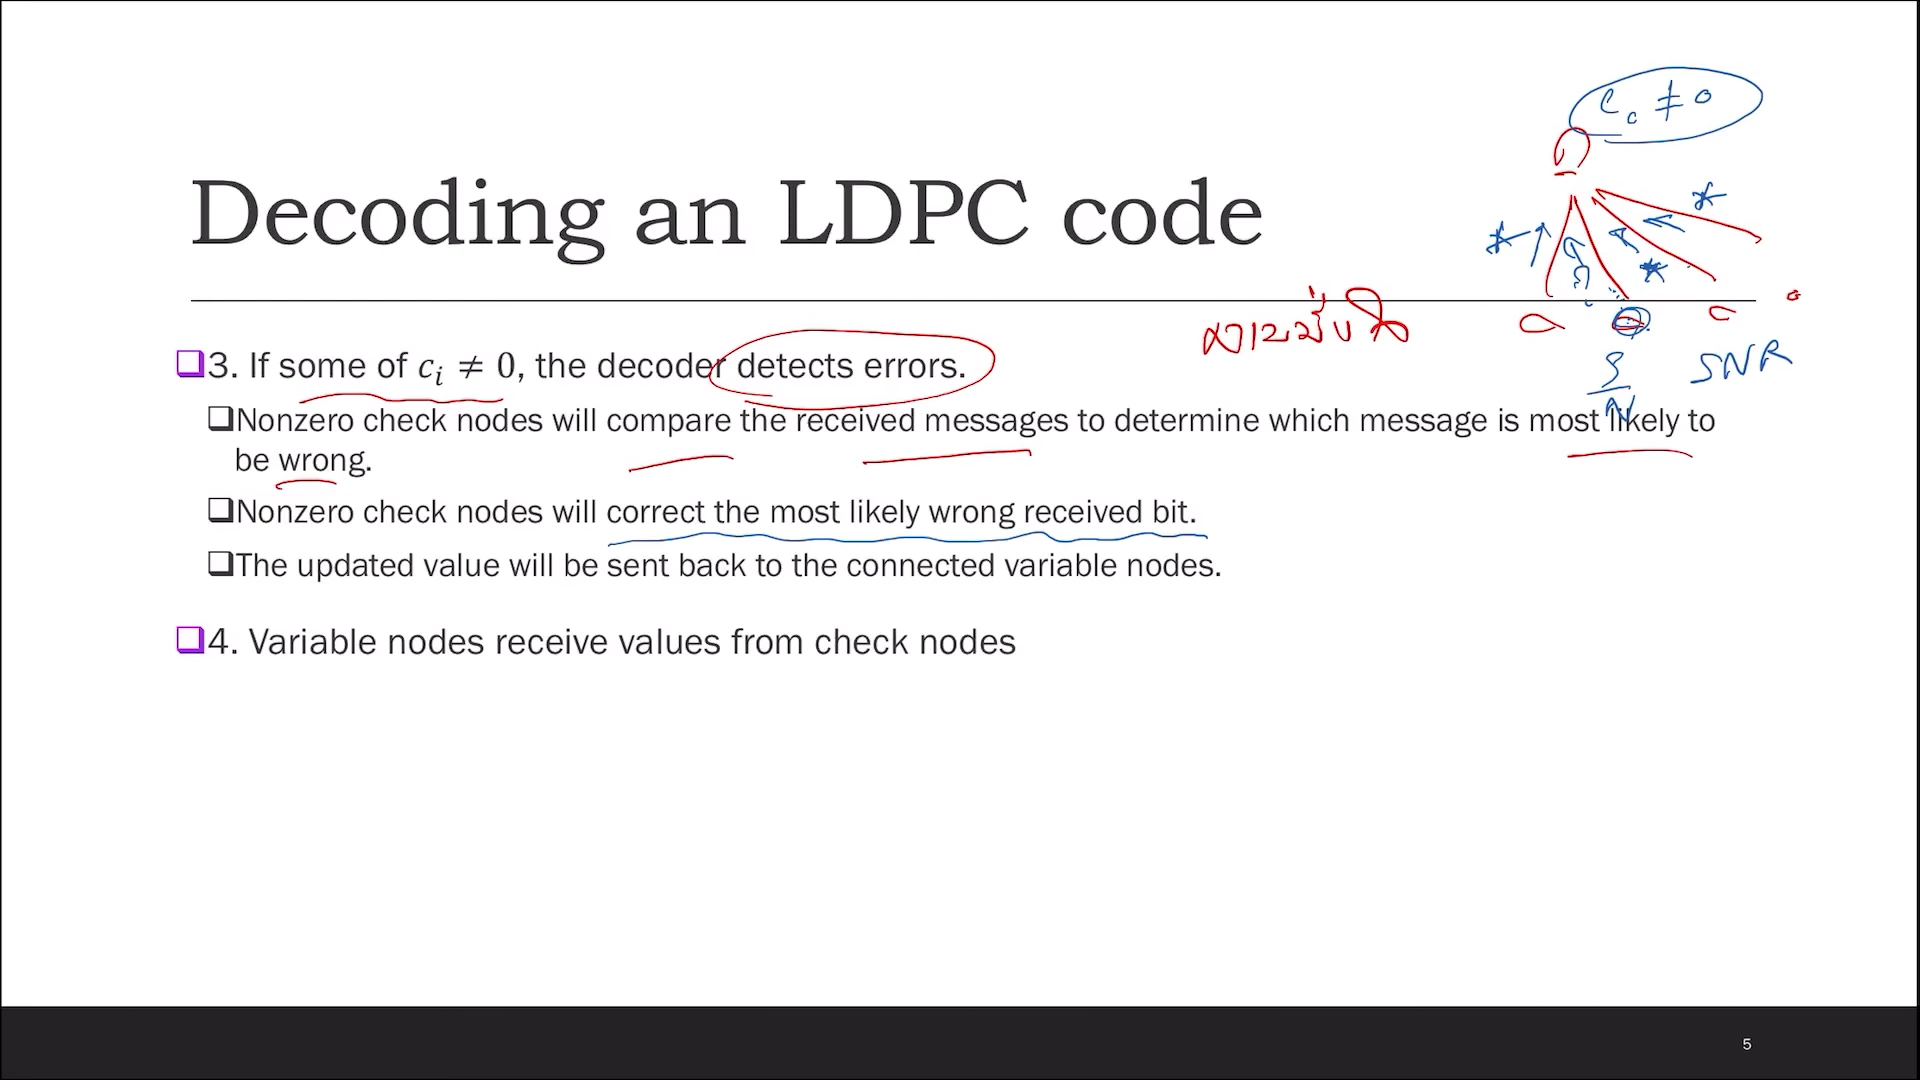 C_c ≠ 0
Decoding an LDPC code
❑3. If some of c_i ≠ 0, the decoder detects errors.
S
N
SNR
❑Nonzero check nodes will compare the received messages to determine which message is most likely to
be wrong.
❑Nonzero check nodes will correct the most likely wrong received bit.
❑The updated value will be sent back to the connected variable nodes.
❑4. Variable nodes receive values from check nodes
5